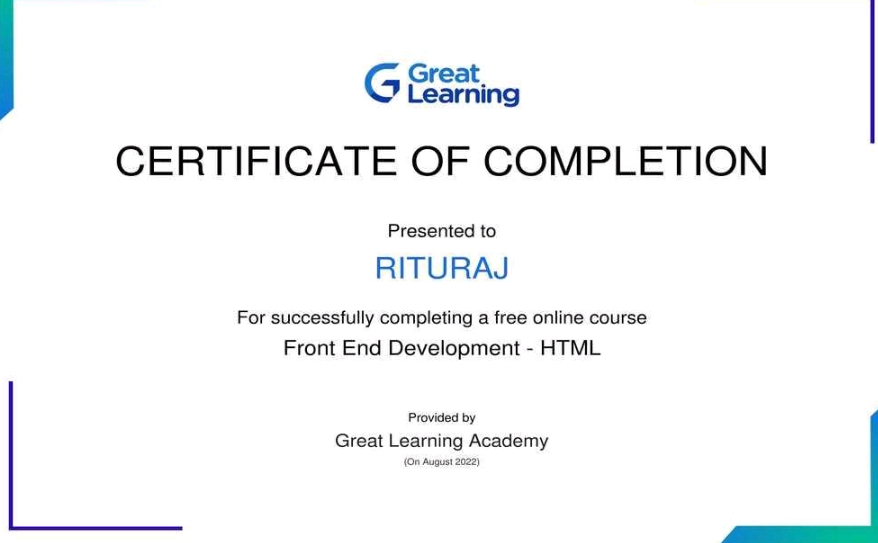 Great
Learning
CERTIFICATE OF COMPLETION
Presented to
RITURAJ
For successfully completing a free online course
Front End Development - HTML
Provided by
Great Learning Academy
(On August 2022)